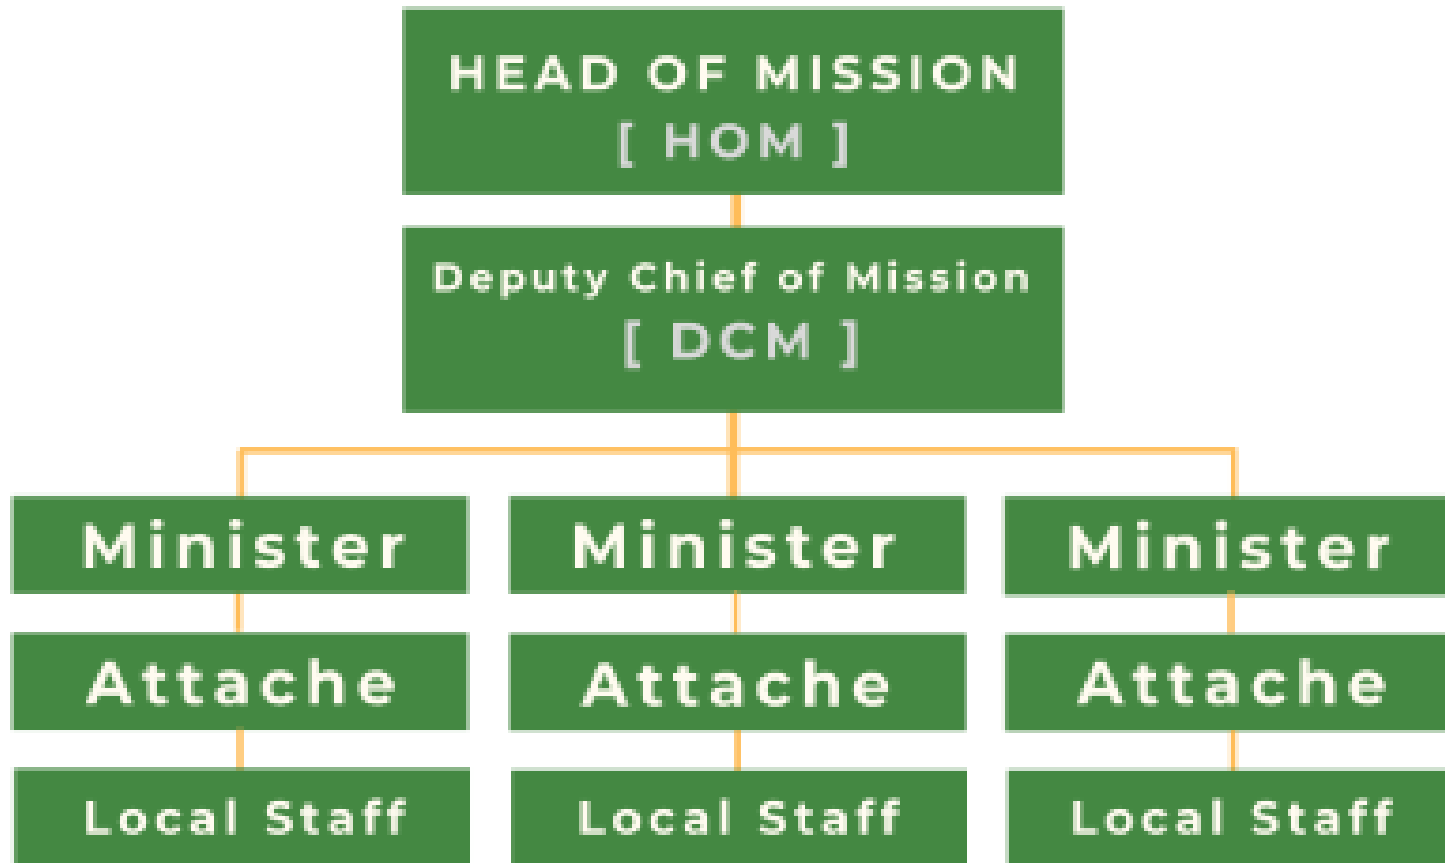 HEAD OF MISSION
[ HOM ]
Deputy Chief of Mission
[ DCM ]
Minister
Minister
Minister
Attache
Attache
Attache
Local Staff
Local Staff
Local Staff